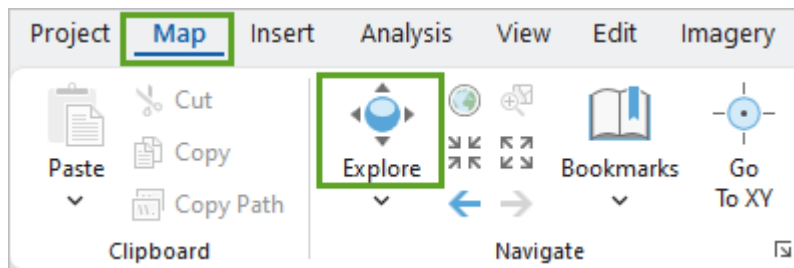 Project Map Insert Analysis View Edit Imagery
Cut
Copy
Paste
Copy Path
Clipboard
Explore
Bookmarks
Go
To XY
Navigate